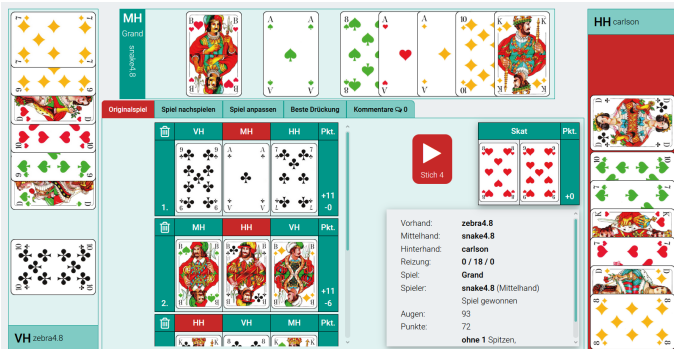 MH
Grand
snake4.8
HH carlson
Originalspiel
Spiel nachspielen
Spiel anpassen
Beste Drückung
Kommentare 0
VH MH HH Pkt.
1.
+11
-0
MH HH VH Pkt.
2.
+11
-6
HH VH MH Pkt.
Stich 4
Skat Pkt.
+0
Vorhand: zebra4.8
Mittelhand: snake4.8
Hinterhand: carlson
Reizung: 0 / 18 / 0
Spiel: Grand
Spieler: snake4.8 (Mittelhand)
Spiel gewonnen
Augen: 93
Punkte: 72
ohne 1 Spitzen,
VH zebra4.8